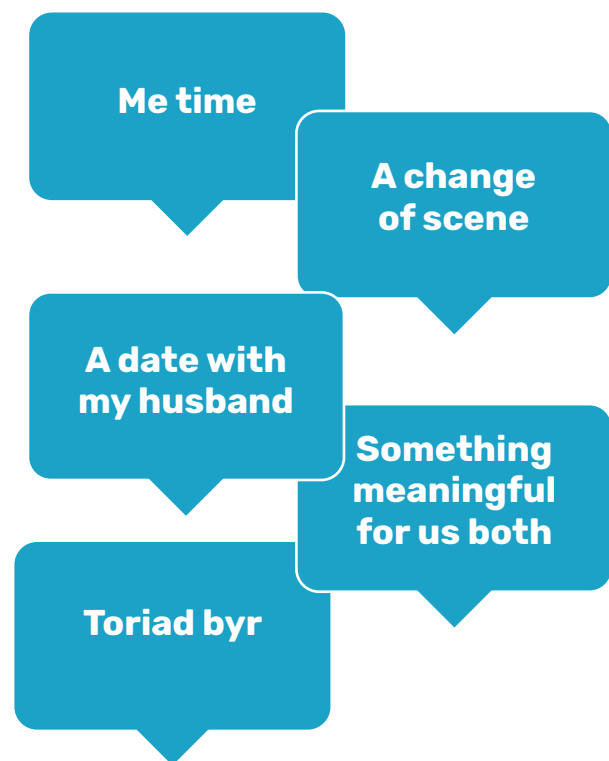 Me time
A change
of scene
A date with
my husband
Something
meaningful
for us both
Toriad byr